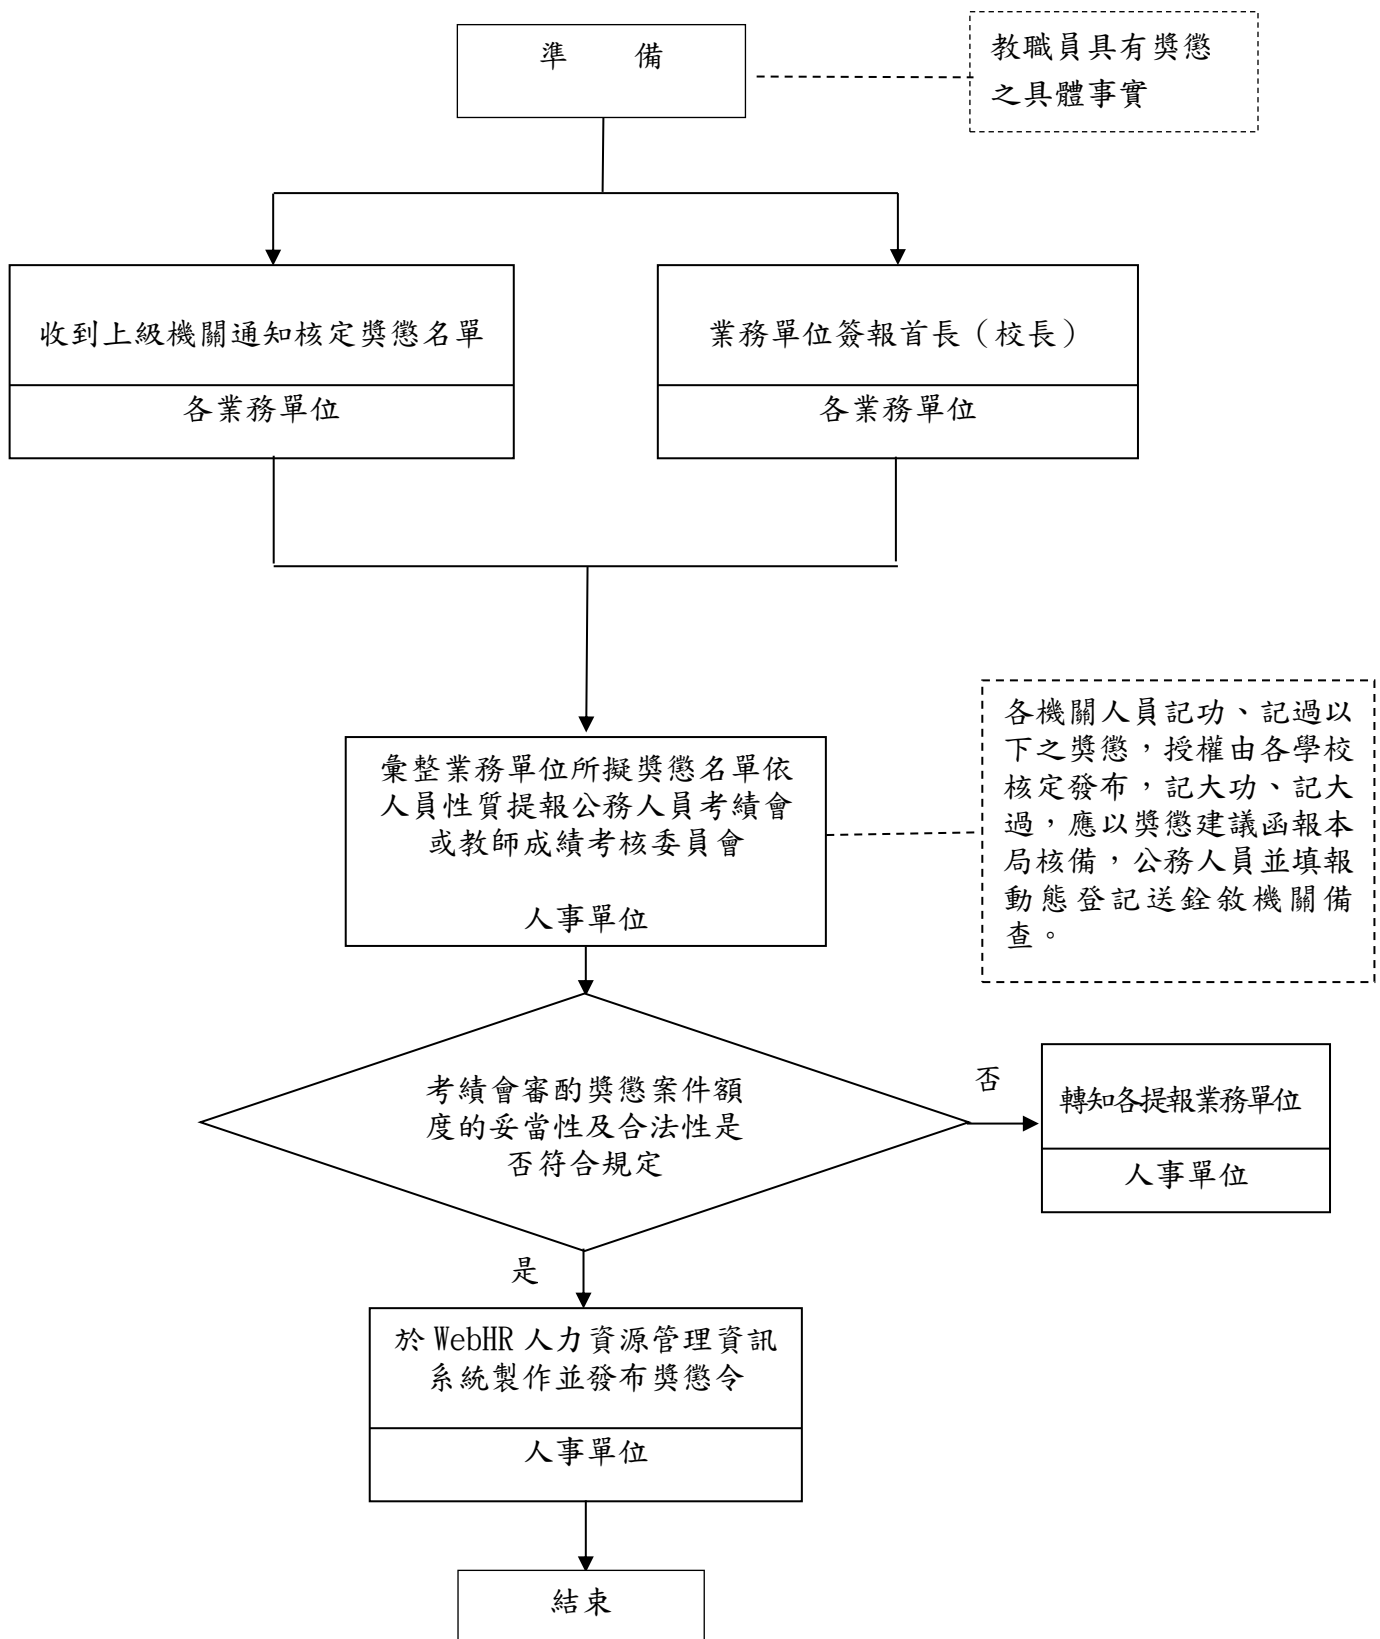 準 備
教職員具有獎懲
之具體事實
收到上級機關通知核定獎懲名單
各業務單位
業務單位簽報首長（校長）
各業務單位
彙整業務單位所擬獎懲名單依
人員性質提報公務人員考績會
或教師成績考核委員會
人事單位
各機關人員記功、記過以
下之獎懲，授權由各學校
核定發布，記大功、記大
過，應以獎懲建議函報本
局核備，公務人員並填報
動態登記送銓敘機關備
查。
考績會審酌獎懲案件額
度的妥當性及合法性是
否符合規定
否
轉知各提報業務單位
人事單位
是
於 WebHR 人力資源管理資訊
系統製作並發布獎懲令
人事單位
結束